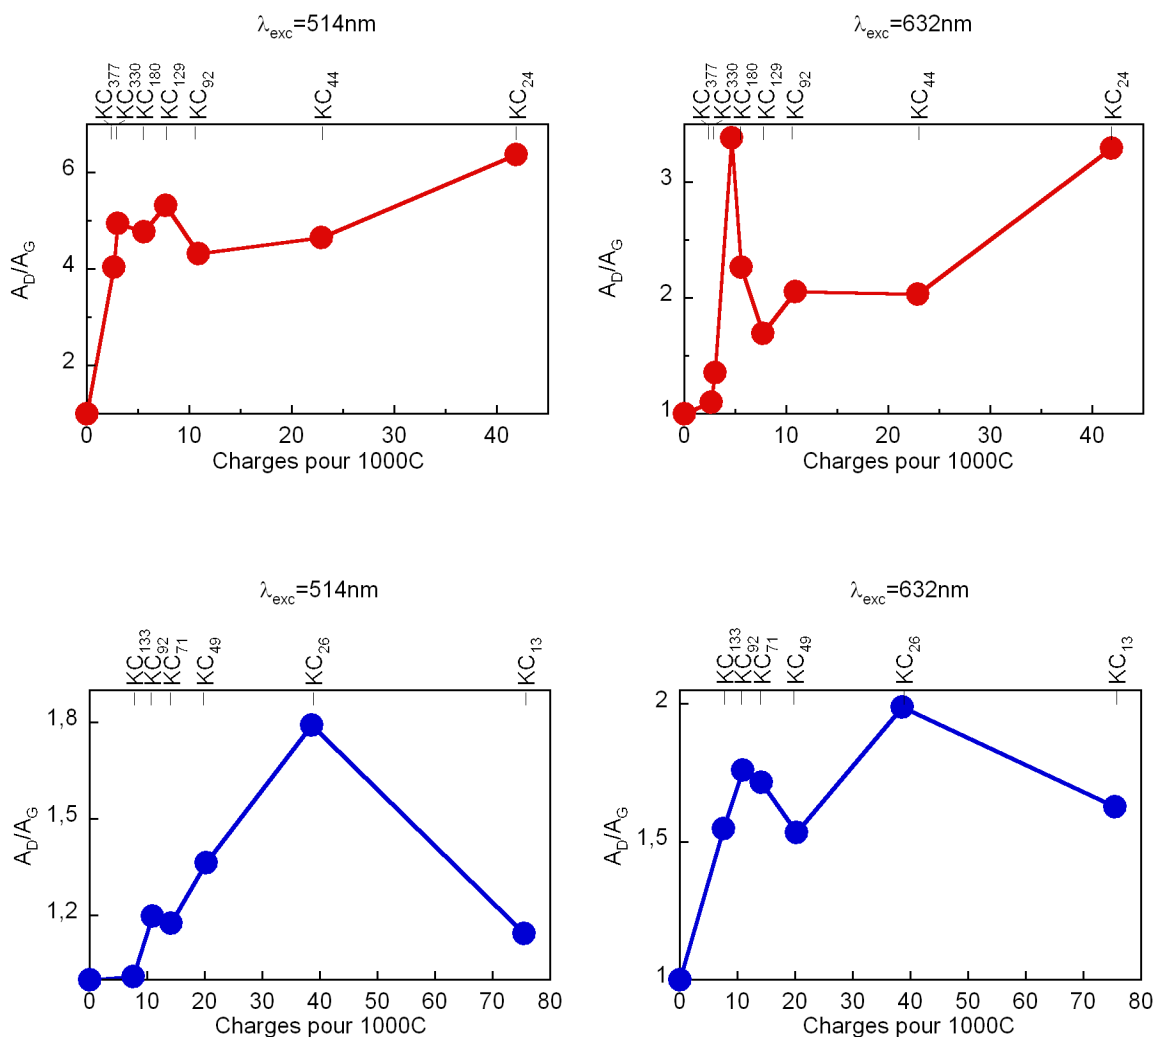 λexc=514nm
KC377 KC330 KC180 KC129 KC92 KC44 KC24
6
4
2
AD/AG
0 10 20 30 40
Charges pour 1000C
λexc=632nm
KC377 KC330 KC180 KC129 KC92 KC44 KC24
3
2
1
AD/AG
0 10 20 30 40
Charges pour 1000C
λexc=514nm
KC133 KC92 KC71 KC49 KC26 KC13
1,8
1,5
1,2
AD/AG
0 10 20 30 40 50 60 70 80
Charges pour 1000C
λexc=632nm
KC133 KC92 KC71 KC49 KC26 KC13
2
1,5
1
AD/AG
0 10 20 30 40 50 60 70 80
Charges pour 1000C